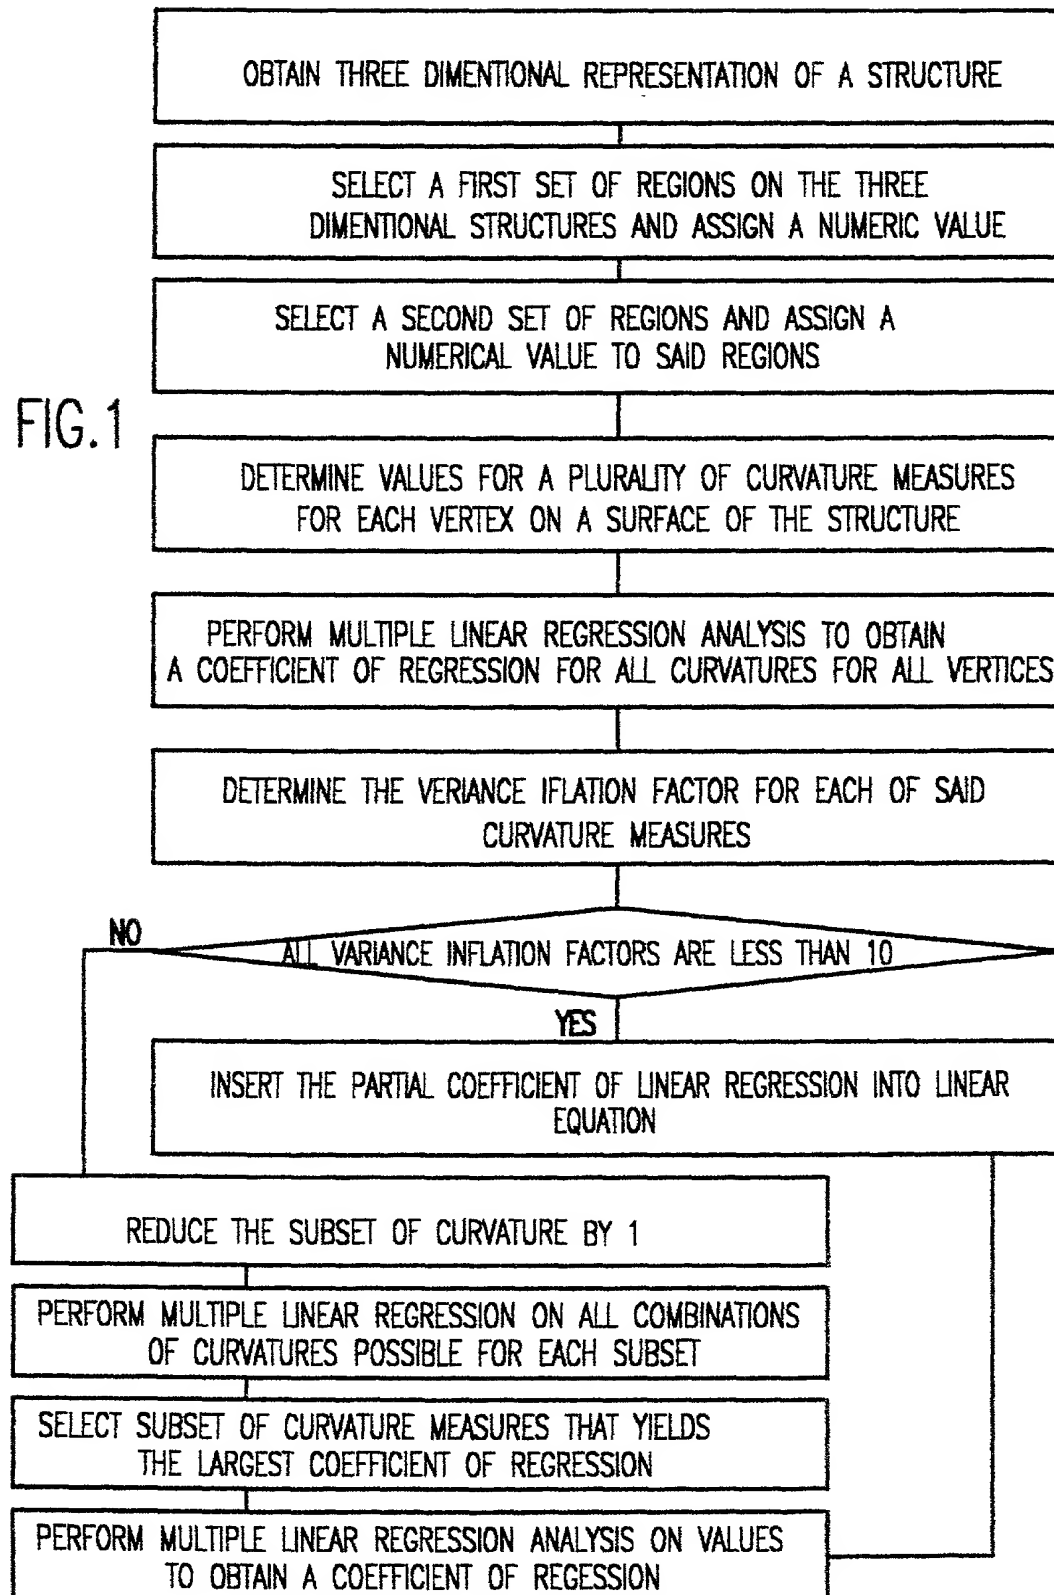 OBTAIN THREE DIMENTIONAL REPRESENTATION OF A STRUCTURE
SELECT A FIRST SET OF REGIONS ON THE THREE
DIMENTIONAL STRUCTURES AND ASSIGN A NUMERIC VALUE
SELECT A SECOND SET OF REGIONS AND ASSIGN A
NUMERICAL VALUE TO SAID REGIONS
FIG.1
DETERMINE VALUES FOR A PLURALITY OF CURVATURE MEASURES
FOR EACH VERTEX ON A SURFACE OF THE STRUCTURE
PERFORM MULTIPLE LINEAR REGRESSION ANALYSIS TO OBTAIN
A COEFFICIENT OF REGRESSION FOR ALL CURVATURES FOR ALL VERTICES
DETERMINE THE VERIANCE IFLATION FACTOR FOR EACH OF SAID
CURVATURE MEASURES
NO
ALL VARIANCE INFLATION FACTORS ARE LESS THAN 10
YES
INSERT THE PARTIAL COEFFICIENT OF LINEAR REGRESSION INTO LINEAR
EQUATION
REDUCE THE SUBSET OF CURVATURE BY 1
PERFORM MULTIPLE LINEAR REGRESSION ON ALL COMBINATIONS
OF CURVATURES POSSIBLE FOR EACH SUBSET
SELECT SUBSET OF CURVATURE MEASURES THAT YIELDS
THE LARGEST COEFFICIENT OF REGRESSION
PERFORM MULTIPLE LINEAR REGRESSION ANALYSIS ON VALUES
TO OBTAIN A COEFFICIENT OF REGESSION